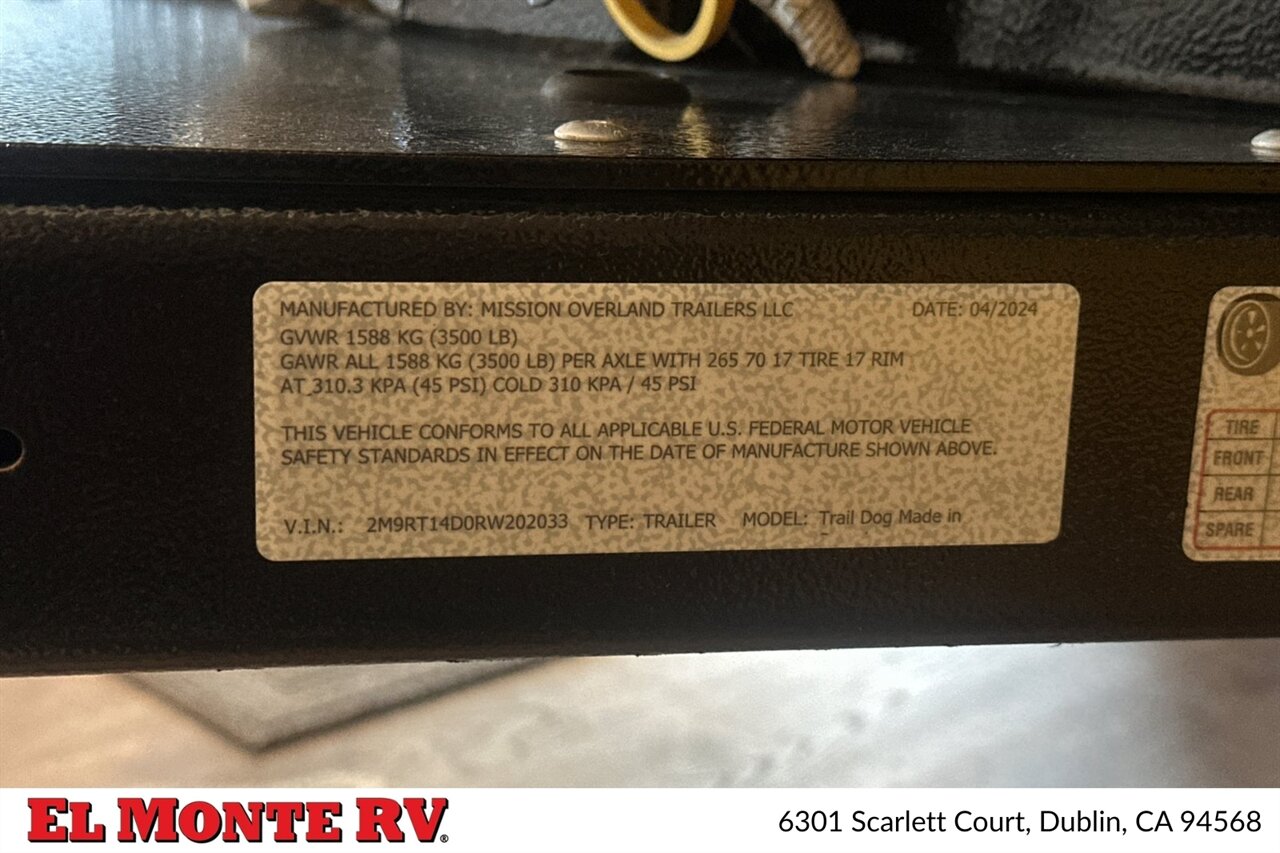 MANUFACTURED BY: MISSION OVERLAND TRAILERS LLC DATE: 04/2024
GVWR 1588 KG (3500 LB)
GAWR ALL 1588 KG (3500 LB) PER AXLE WITH 265 70 17 TIRE 17 RIM
AT 310.3 KPA (45 PSI) COLD 310 KPA / 45 PSI
THIS VEHICLE CONFORMS TO ALL APPLICABLE U.S. FEDERAL MOTOR VEHICLE
SAFETY STANDARDS IN EFFECT ON THE DATE OF MANUFACTURE SHOWN ABOVE.
V.I.N.: 2M9RT14D0RW202033 TYPE: TRAILER MODEL: Trail Dog Made in
TIRE
FRONT
REAR
SPARE
EL MONTE RV®
6301 Scarlett Court, Dublin, CA 94568